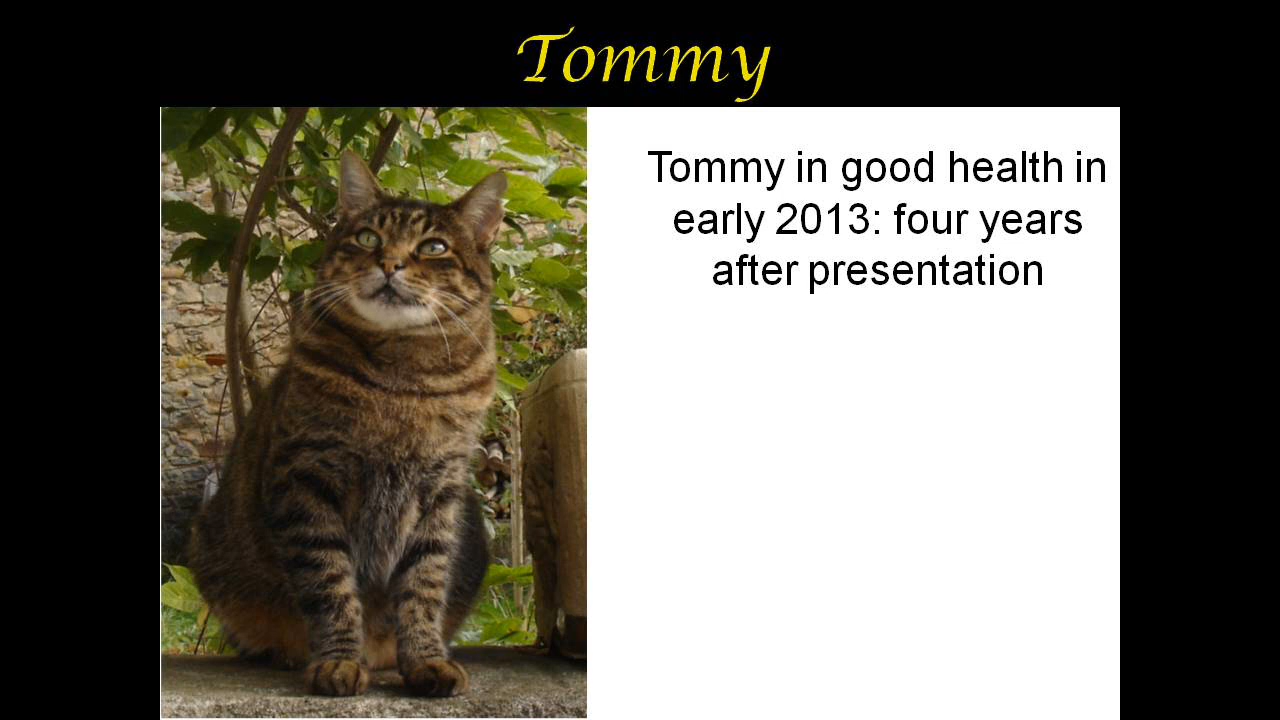 Tommy
Tommy in good health in
early 2013: four years
after presentation